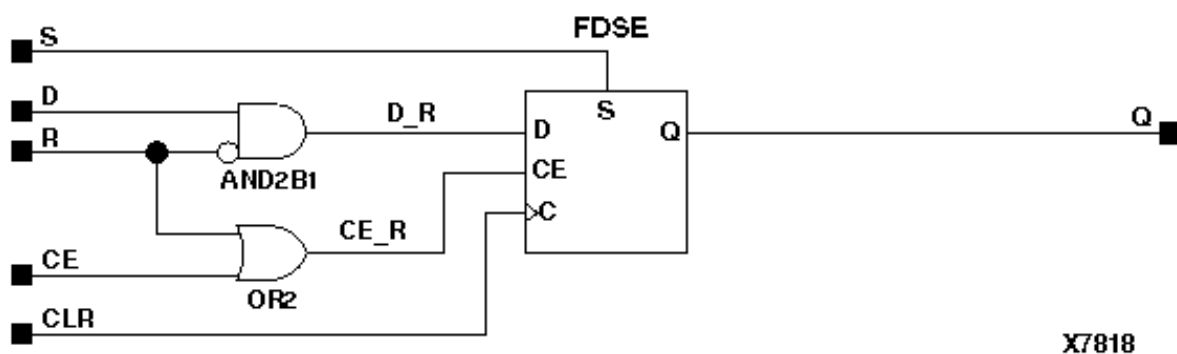 S
FDSE
D
D_R
S
R
D
Q
Q
AND2B1
CE
C
CE_R
CE
OR2
CLR
X7818